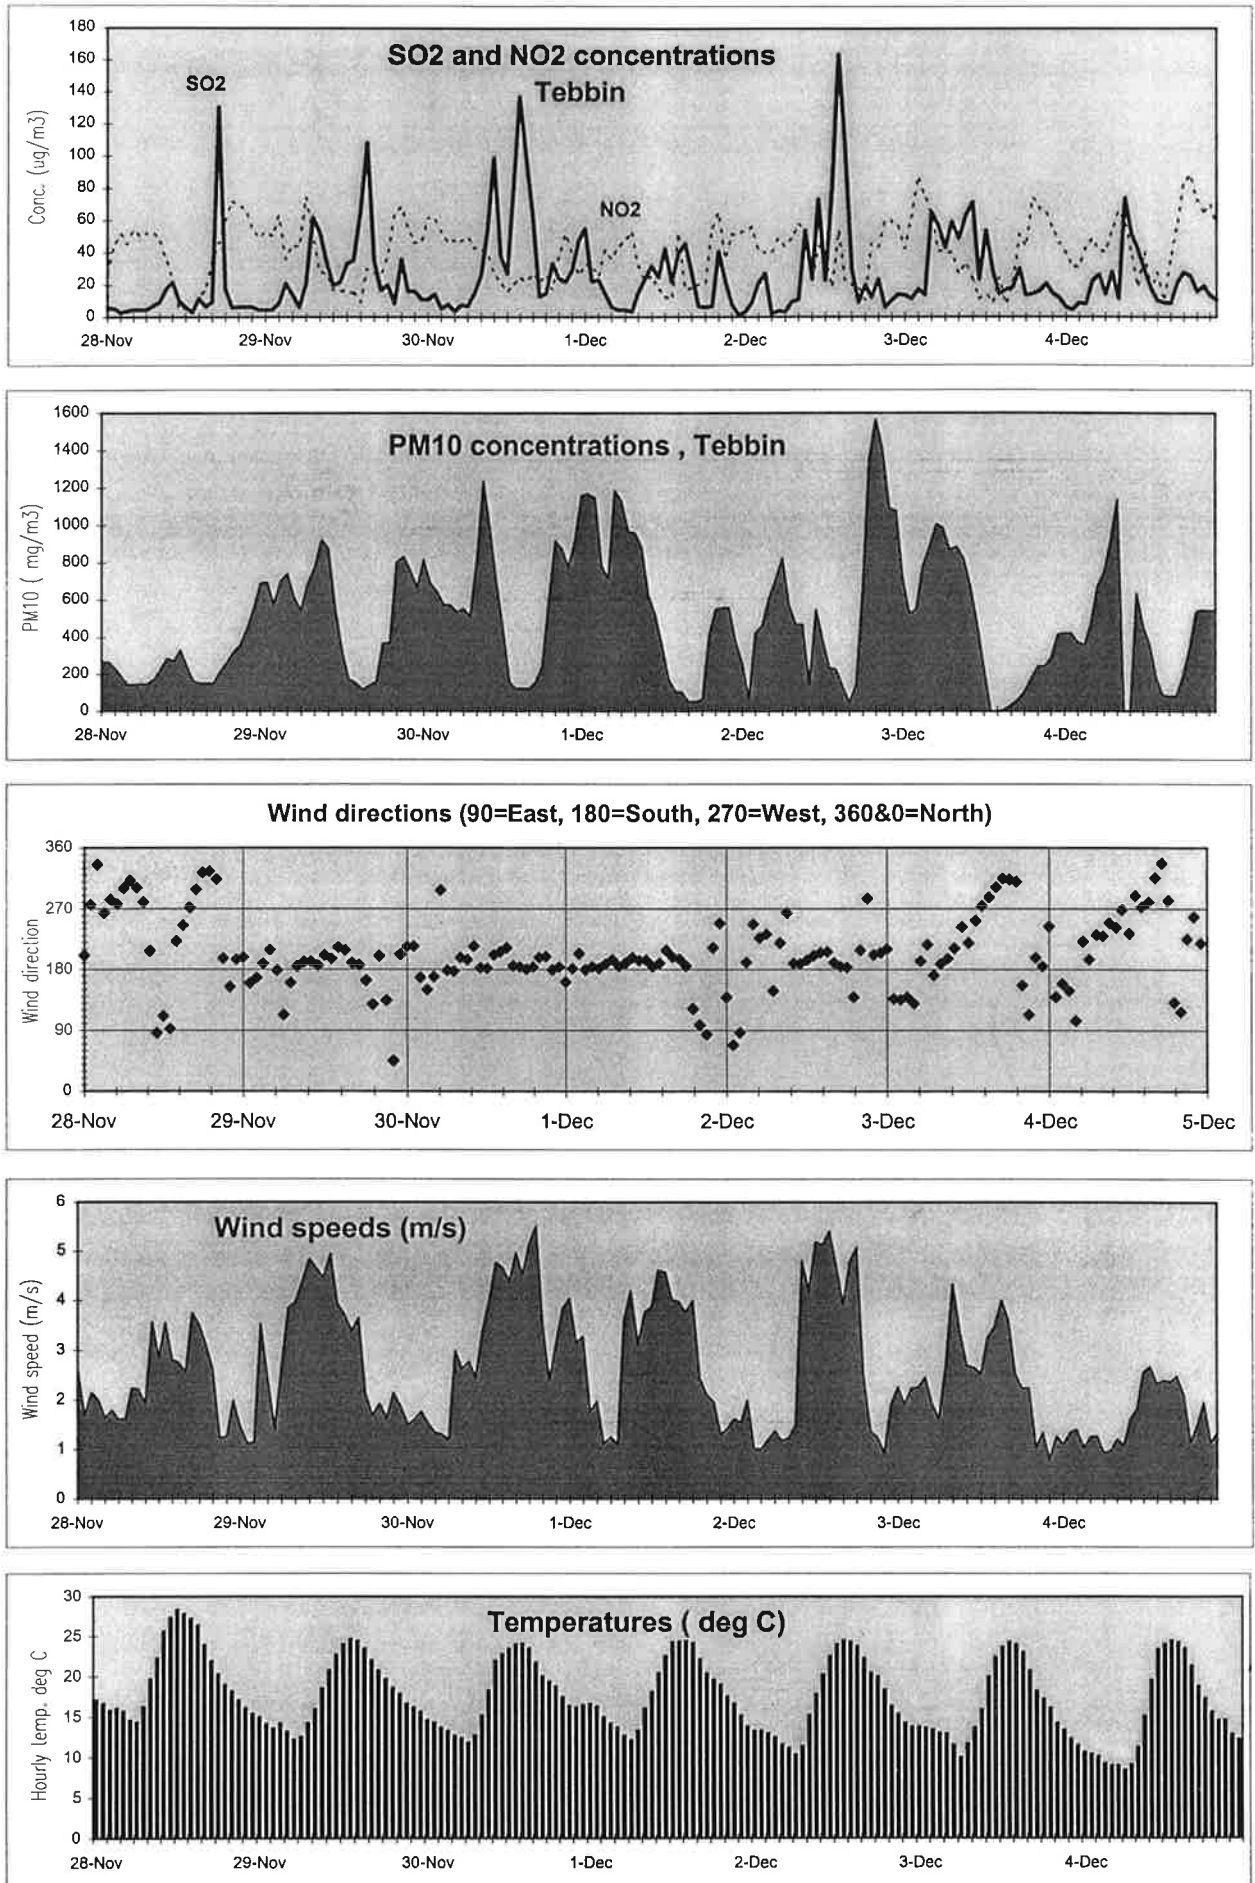 SO2 and NO2 concentrations
Tebbin
SO2
NO2
Conc. (ug/m3)
180
160
140
120
100
80
60
40
20
0
28-Nov 29-Nov 30-Nov 1-Dec 2-Dec 3-Dec 4-Dec
PM10 concentrations , Tebbin
PM10 ( mg/m3)
1600
1400
1200
1000
800
600
400
200
0
28-Nov 29-Nov 30-Nov 1-Dec 2-Dec 3-Dec 4-Dec
Wind directions (90=East, 180=South, 270=West, 360&0=North)
Wind direction
360
270
180
90
0
28-Nov 29-Nov 30-Nov 1-Dec 2-Dec 3-Dec 4-Dec 5-Dec
Wind speeds (m/s)
Wind speed (m/s)
6
5
4
3
2
1
0
28-Nov 29-Nov 30-Nov 1-Dec 2-Dec 3-Dec 4-Dec
Temperatures ( deg C)
Hourly temp. deg C
30
25
20
15
10
5
0
28-Nov 29-Nov 30-Nov 1-Dec 2-Dec 3-Dec 4-Dec